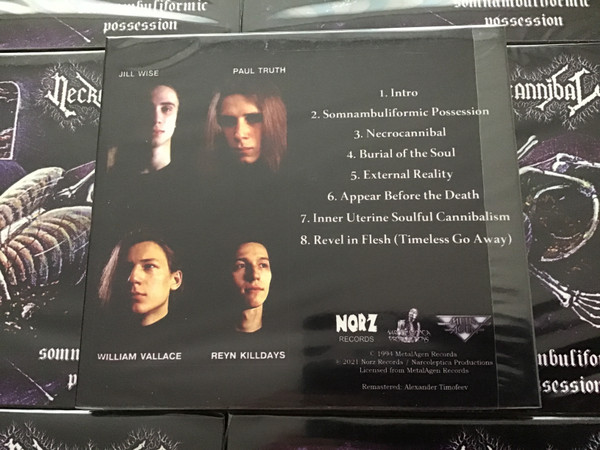 somnambuliformic
possession
possession
JILL WISE
PAUL TRUTH
1. Intro
2. Somnambuliformic Possession
3. Necrocannibal
4. Burial of the Soul
5. External Reality
6. Appear Before the Death
7. Inner Uterine Soulful Cannibalism
8. Revel in Flesh (Timeless Go Away)
WILLIAM VALLACE
REYN KILLDAYS
NORZ
RECORDS
© 1994 MetalAgen Records
℗ 2021 Norz Records / Narcoleptica Productions
Licensed from MetalAgen Records
Remastered: Alexander Timofeev